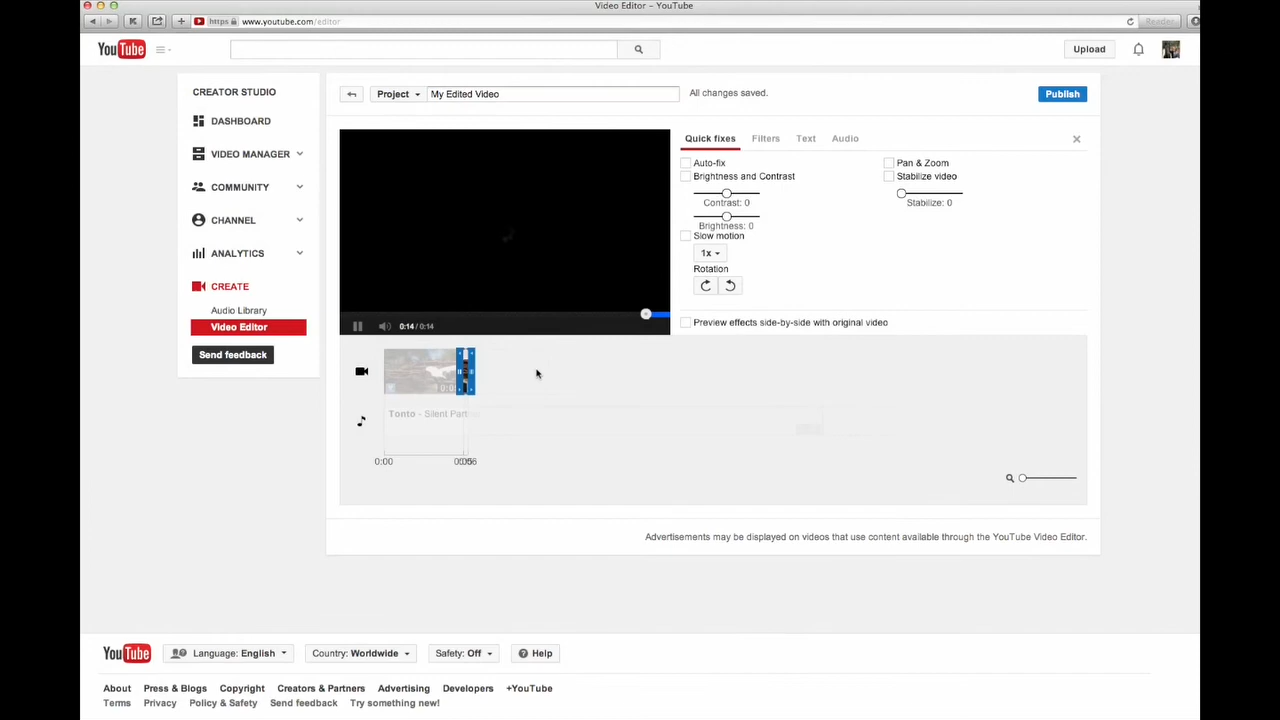 Video Editor – YouTube
https www.youtube.com/editor
Reader
YouTube
Upload
CREATOR STUDIO
DASHBOARD
VIDEO MANAGER
COMMUNITY
CHANNEL
ANALYTICS
CREATE
Audio Library
Video Editor
Send feedback
Project My Edited Video All changes saved.
Publish
Quick fixes Filters Text Audio
Auto-fix
Brightness and Contrast
Contrast: 0
Brightness: 0
Slow motion
1x
Rotation
Pan & Zoom
Stabilize video
Stabilize: 0
Preview effects side-by-side with original video
0:14 / 0:14
Tonto - Silent Partner
0:00
Advertisements may be displayed on videos that use content available through the YouTube Video Editor.
YouTube Language: English Country: Worldwide Safety: Off Help
About Press & Blogs Copyright Creators & Partners Advertising Developers +YouTube
Terms Privacy Policy & Safety Send feedback Try something new!